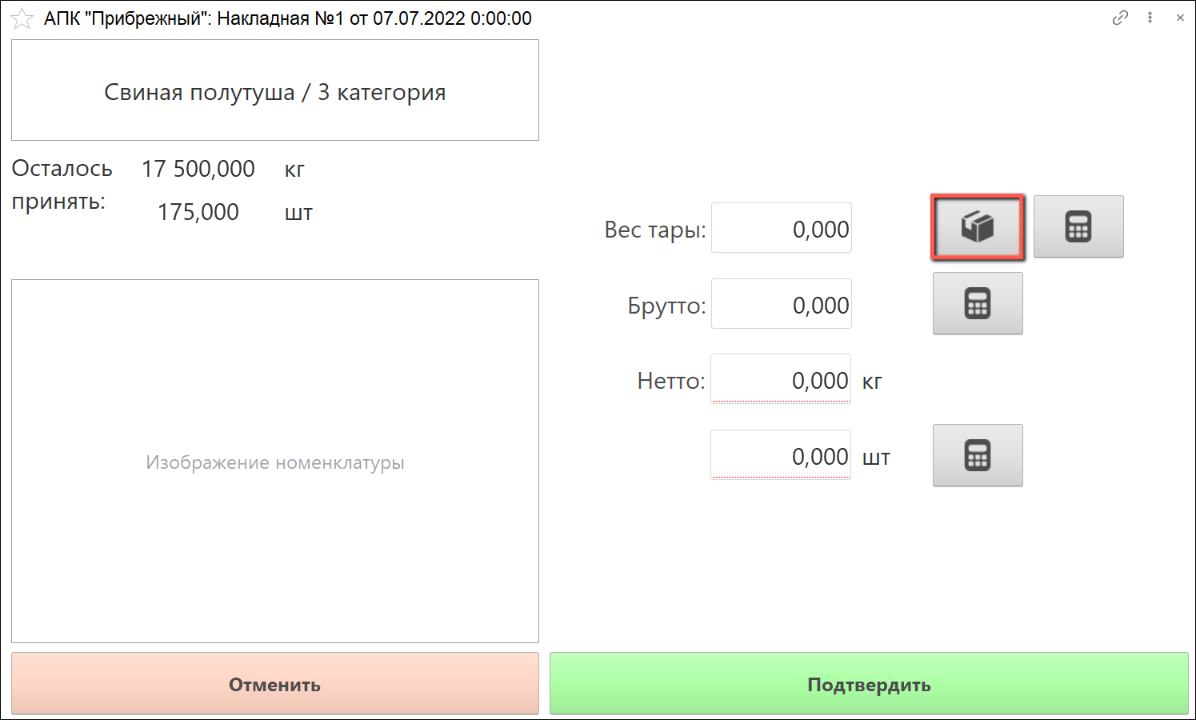 АПК "Прибрежный": Накладная №1 от 07.07.2022 0:00:00
Свиная полутуша / 3 категория
Осталось принять:
17 500,000 кг
175,000 шт
Изображение номенклатуры
Вес тары: 0,000
Брутто: 0,000
Нетто: 0,000 кг
0,000 шт
Отменить
Подтвердить